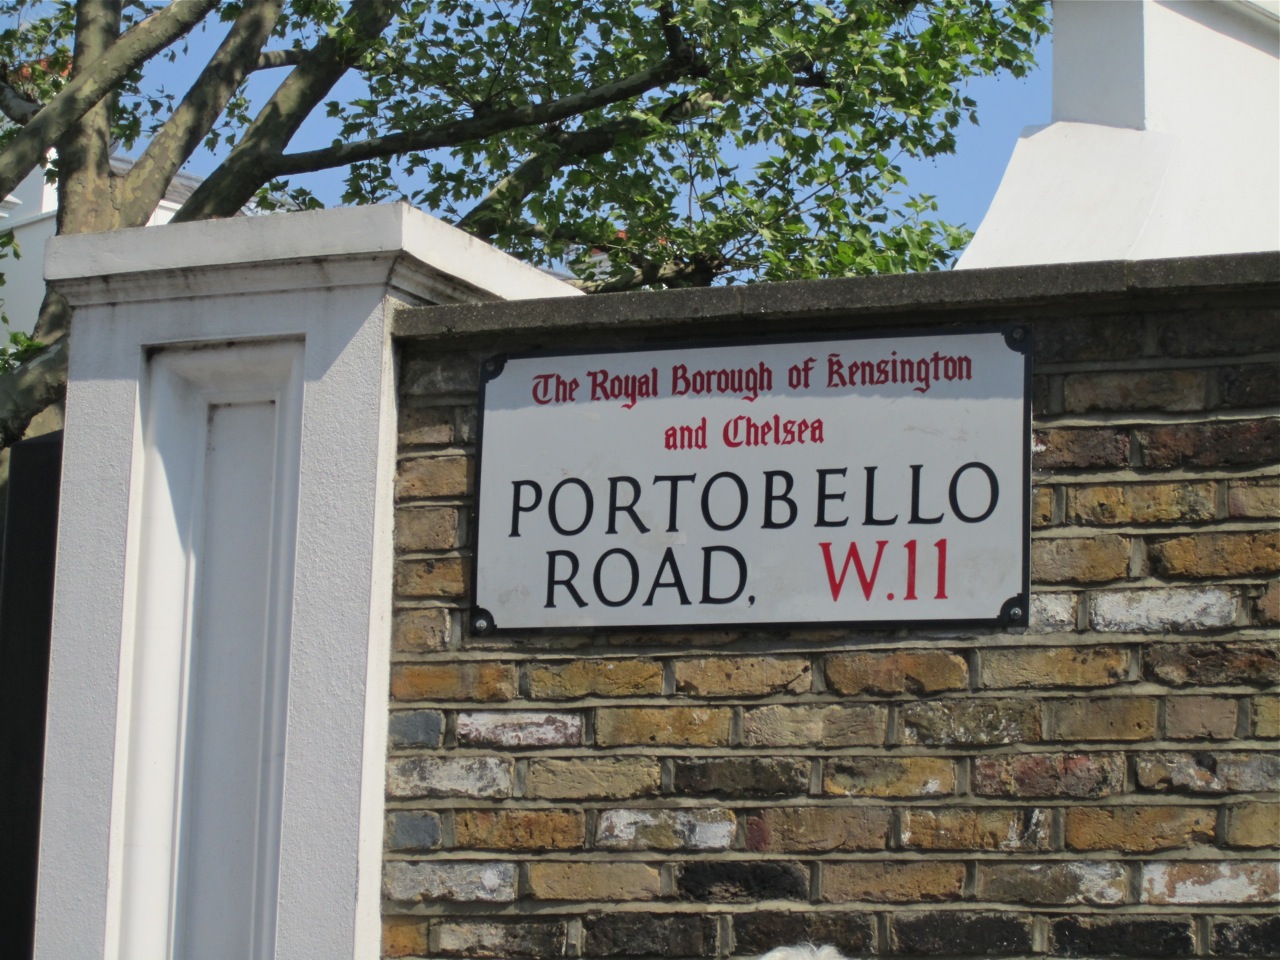 The Royal Borough of Kensington
and Chelsea
PORTOBELLO
ROAD, W.11